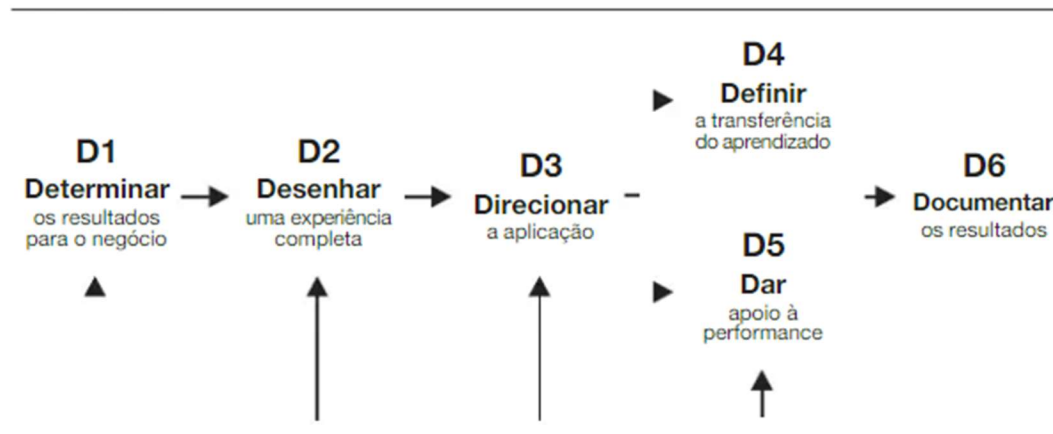 D1
Determinar
os resultados
para o negócio
D2
Desenhar
uma experiência
completa
D3
Direcionar
a aplicação
D4
Definir
a transferência
do aprendizado
D5
Dar
apoio à
performance
D6
Documentar
os resultados